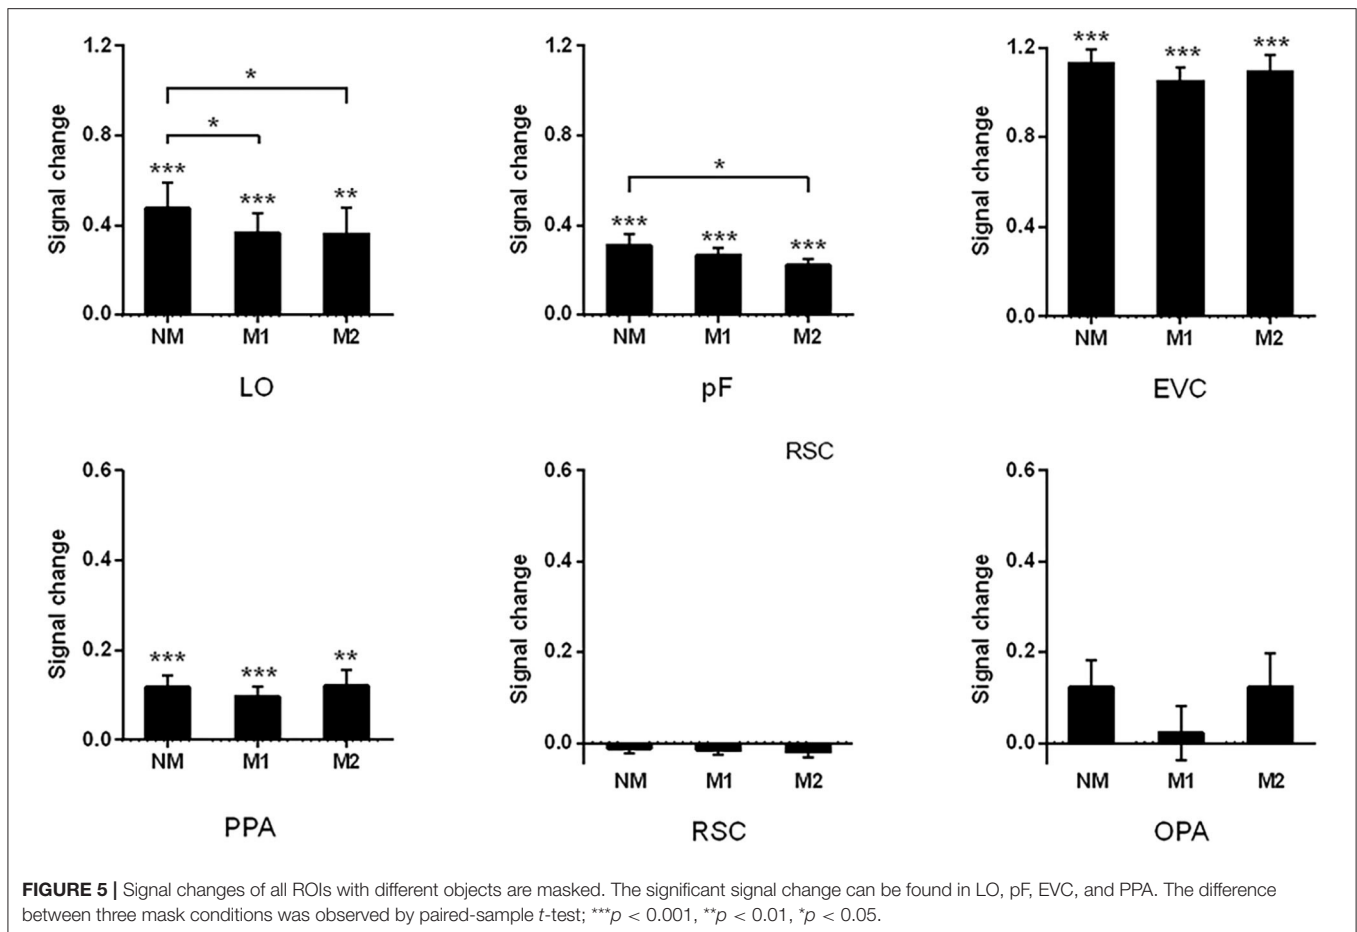 1.2
0.8
0.4
0.0
Signal change
*
*
***
***
**
NM M1 M2
LO
1.2
0.8
0.4
0.0
Signal change
*
***
***
***
NM M1 M2
pF
1.2
0.8
0.4
0.0
Signal change
***
***
***
NM M1 M2
EVC
RSC
0.6
0.4
0.2
0.0
Signal change
***
***
**
NM M1 M2
PPA
0.6
0.4
0.2
0.0
Signal change
NM M1 M2
RSC
0.6
0.4
0.2
0.0
Signal change
NM M1 M2
OPA
FIGURE 5 | Signal changes of all ROIs with different objects are masked. The significant signal change can be found in LO, pF, EVC, and PPA. The difference
between three mask conditions was observed by paired-sample t-test; ***p < 0.001, **p < 0.01, *p < 0.05.